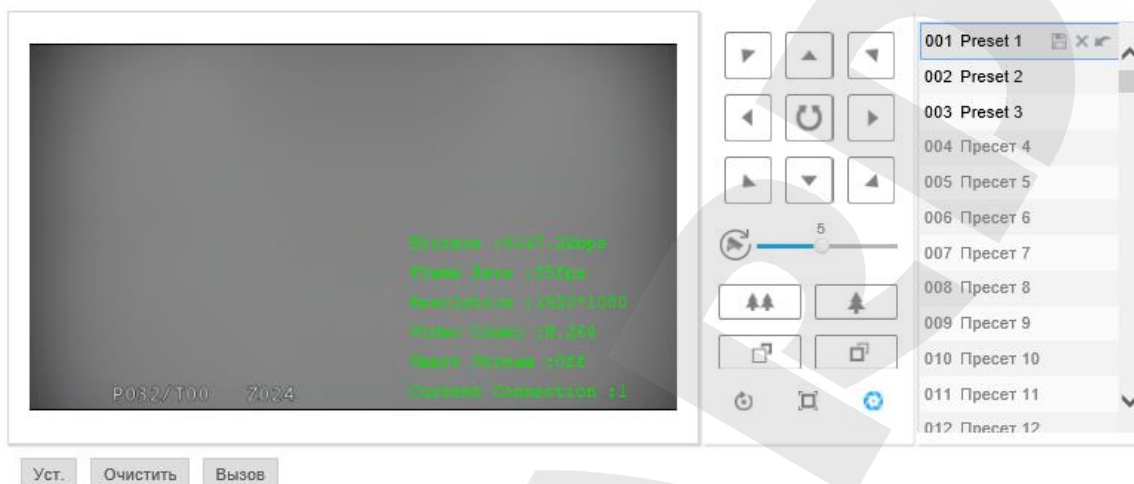 001 Preset 1
002 Preset 2
003 Preset 3
004 Пресет 4
005 Пресет 5
006 Пресет 6
007 Пресет 7
008 Пресет 8
009 Пресет 9
010 Пресет 10
011 Пресет 11
012 Пресет 12
5
Frame Rate :25fps
Resolution :1920*1080
Video Codec :H.264
Smart Stream :Off
Current Connection :1
P032/T00 Z024
Уст. Очистить Вызов